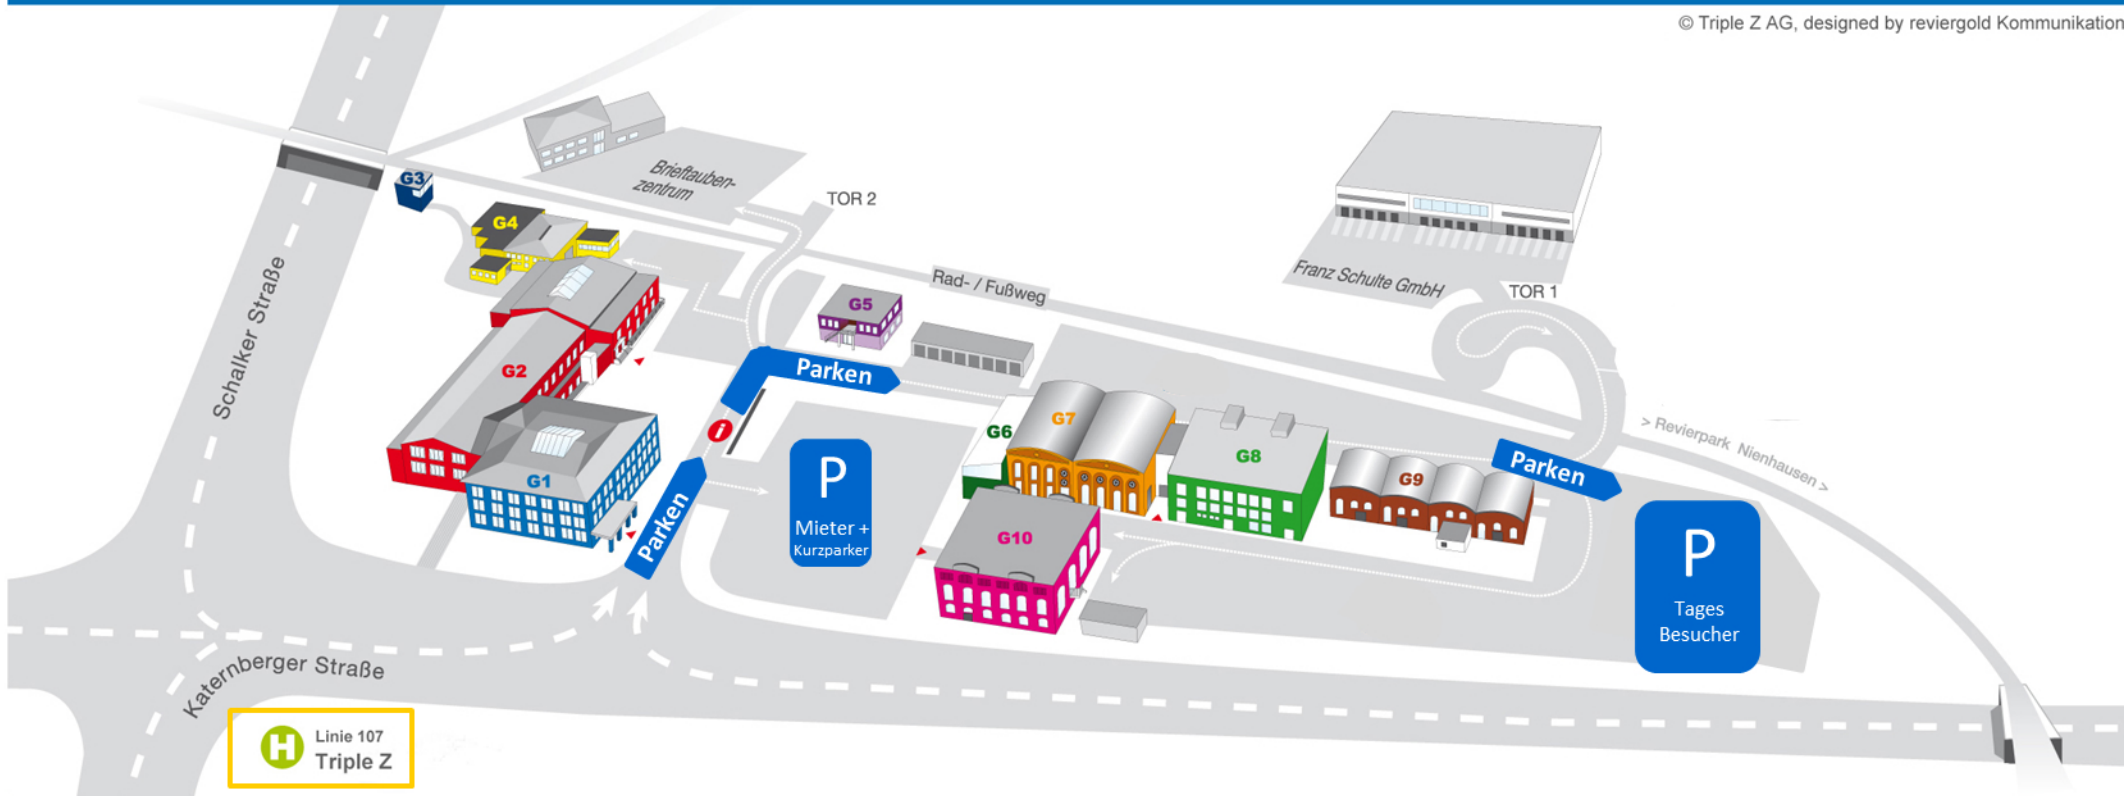 © Triple Z AG, designed by reviergold Kommunikation
G3
Brieftauben-
zentrum
TOR 2
G4
Rad- / Fußweg
Franz Schulte GmbH
TOR 1
G5
Schalker Straße
G2
Parken
G7
G6
G8
G9
Parken
> Revierpark Nienhausen >
i
G1
Parken
P
Mieter +
Kurzparker
G10
P
Tages
Besucher
Katernberger Straße
H
Linie 107
Triple Z